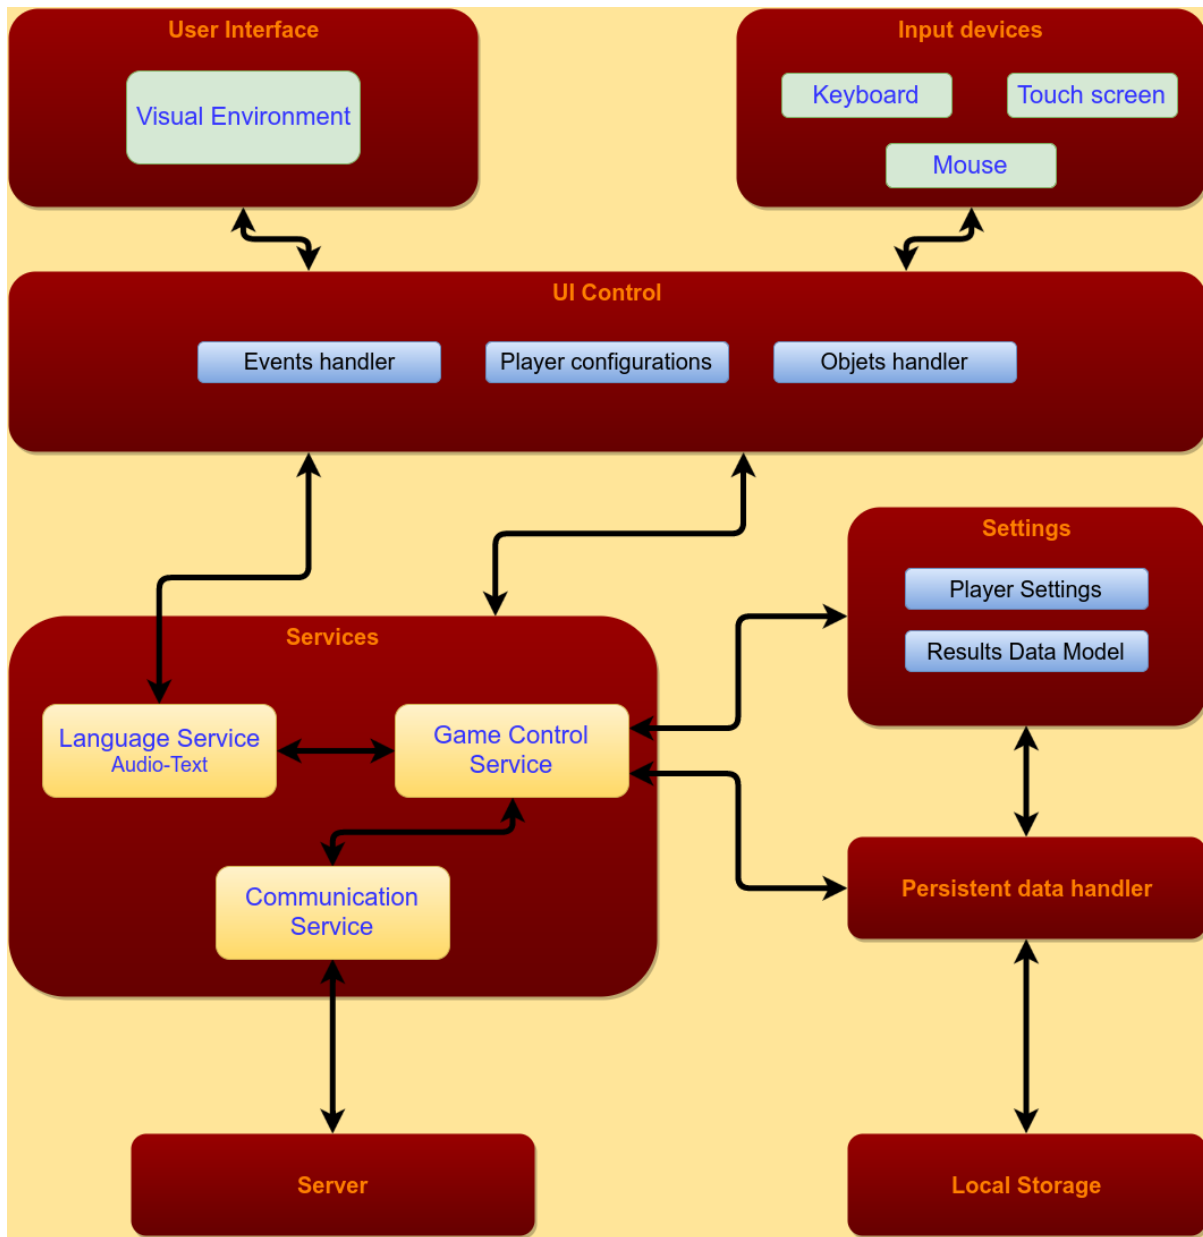 User Interface
Visual Environment
Input devices
Keyboard
Touch screen
Mouse
UI Control
Events handler
Player configurations
Objets handler
Settings
Player Settings
Results Data Model
Services
Language Service
Audio-Text
Game Control
Service
Communication
Service
Persistent data handler
Server
Local Storage